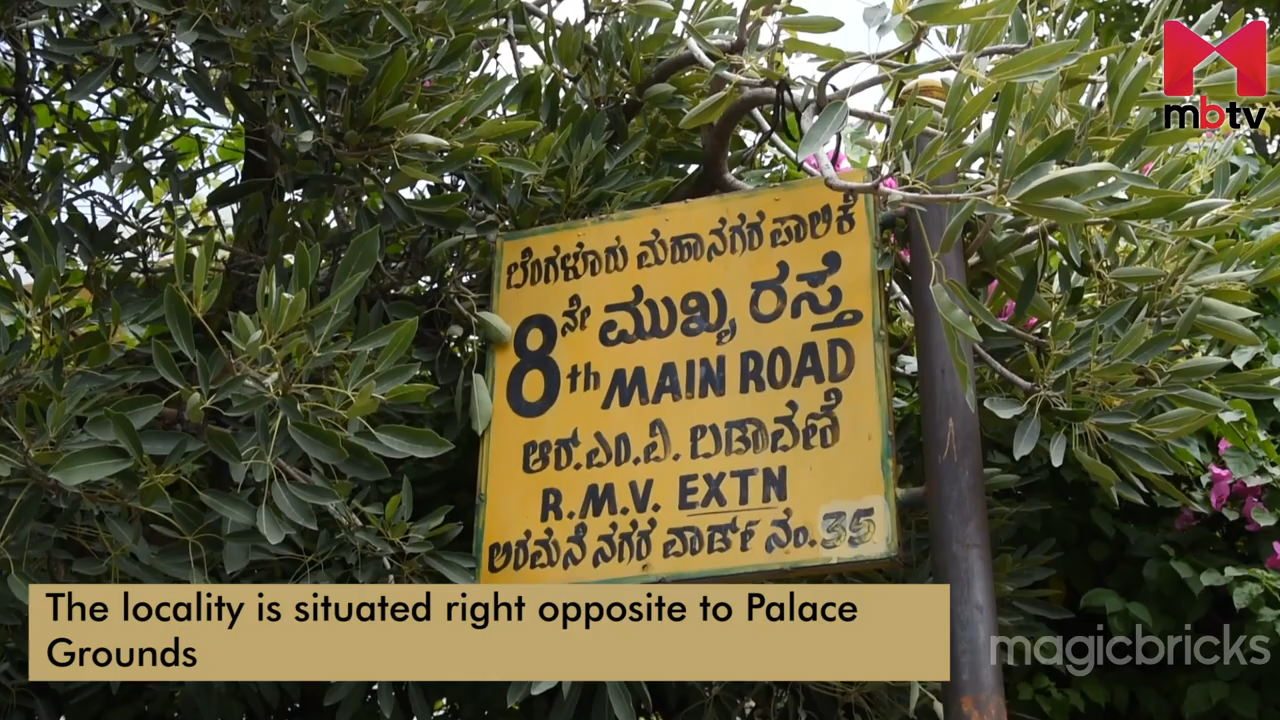 mbtv
ಬೆಂಗಳೂರು ಮಹಾನಗರ ಪಾಲಿಕೆ
8ನೇ ಮುಖ್ಯ ರಸ್ತೆ
8th MAIN ROAD
ಆರ್.ಎಂ.ವಿ. ಬಡಾವಣೆ
R.M.V. EXTN
ಅರಮನೆ ನಗರ ವಾರ್ಡ್ ನಂ. 35
The locality is situated right opposite to Palace
Grounds
magicbricks